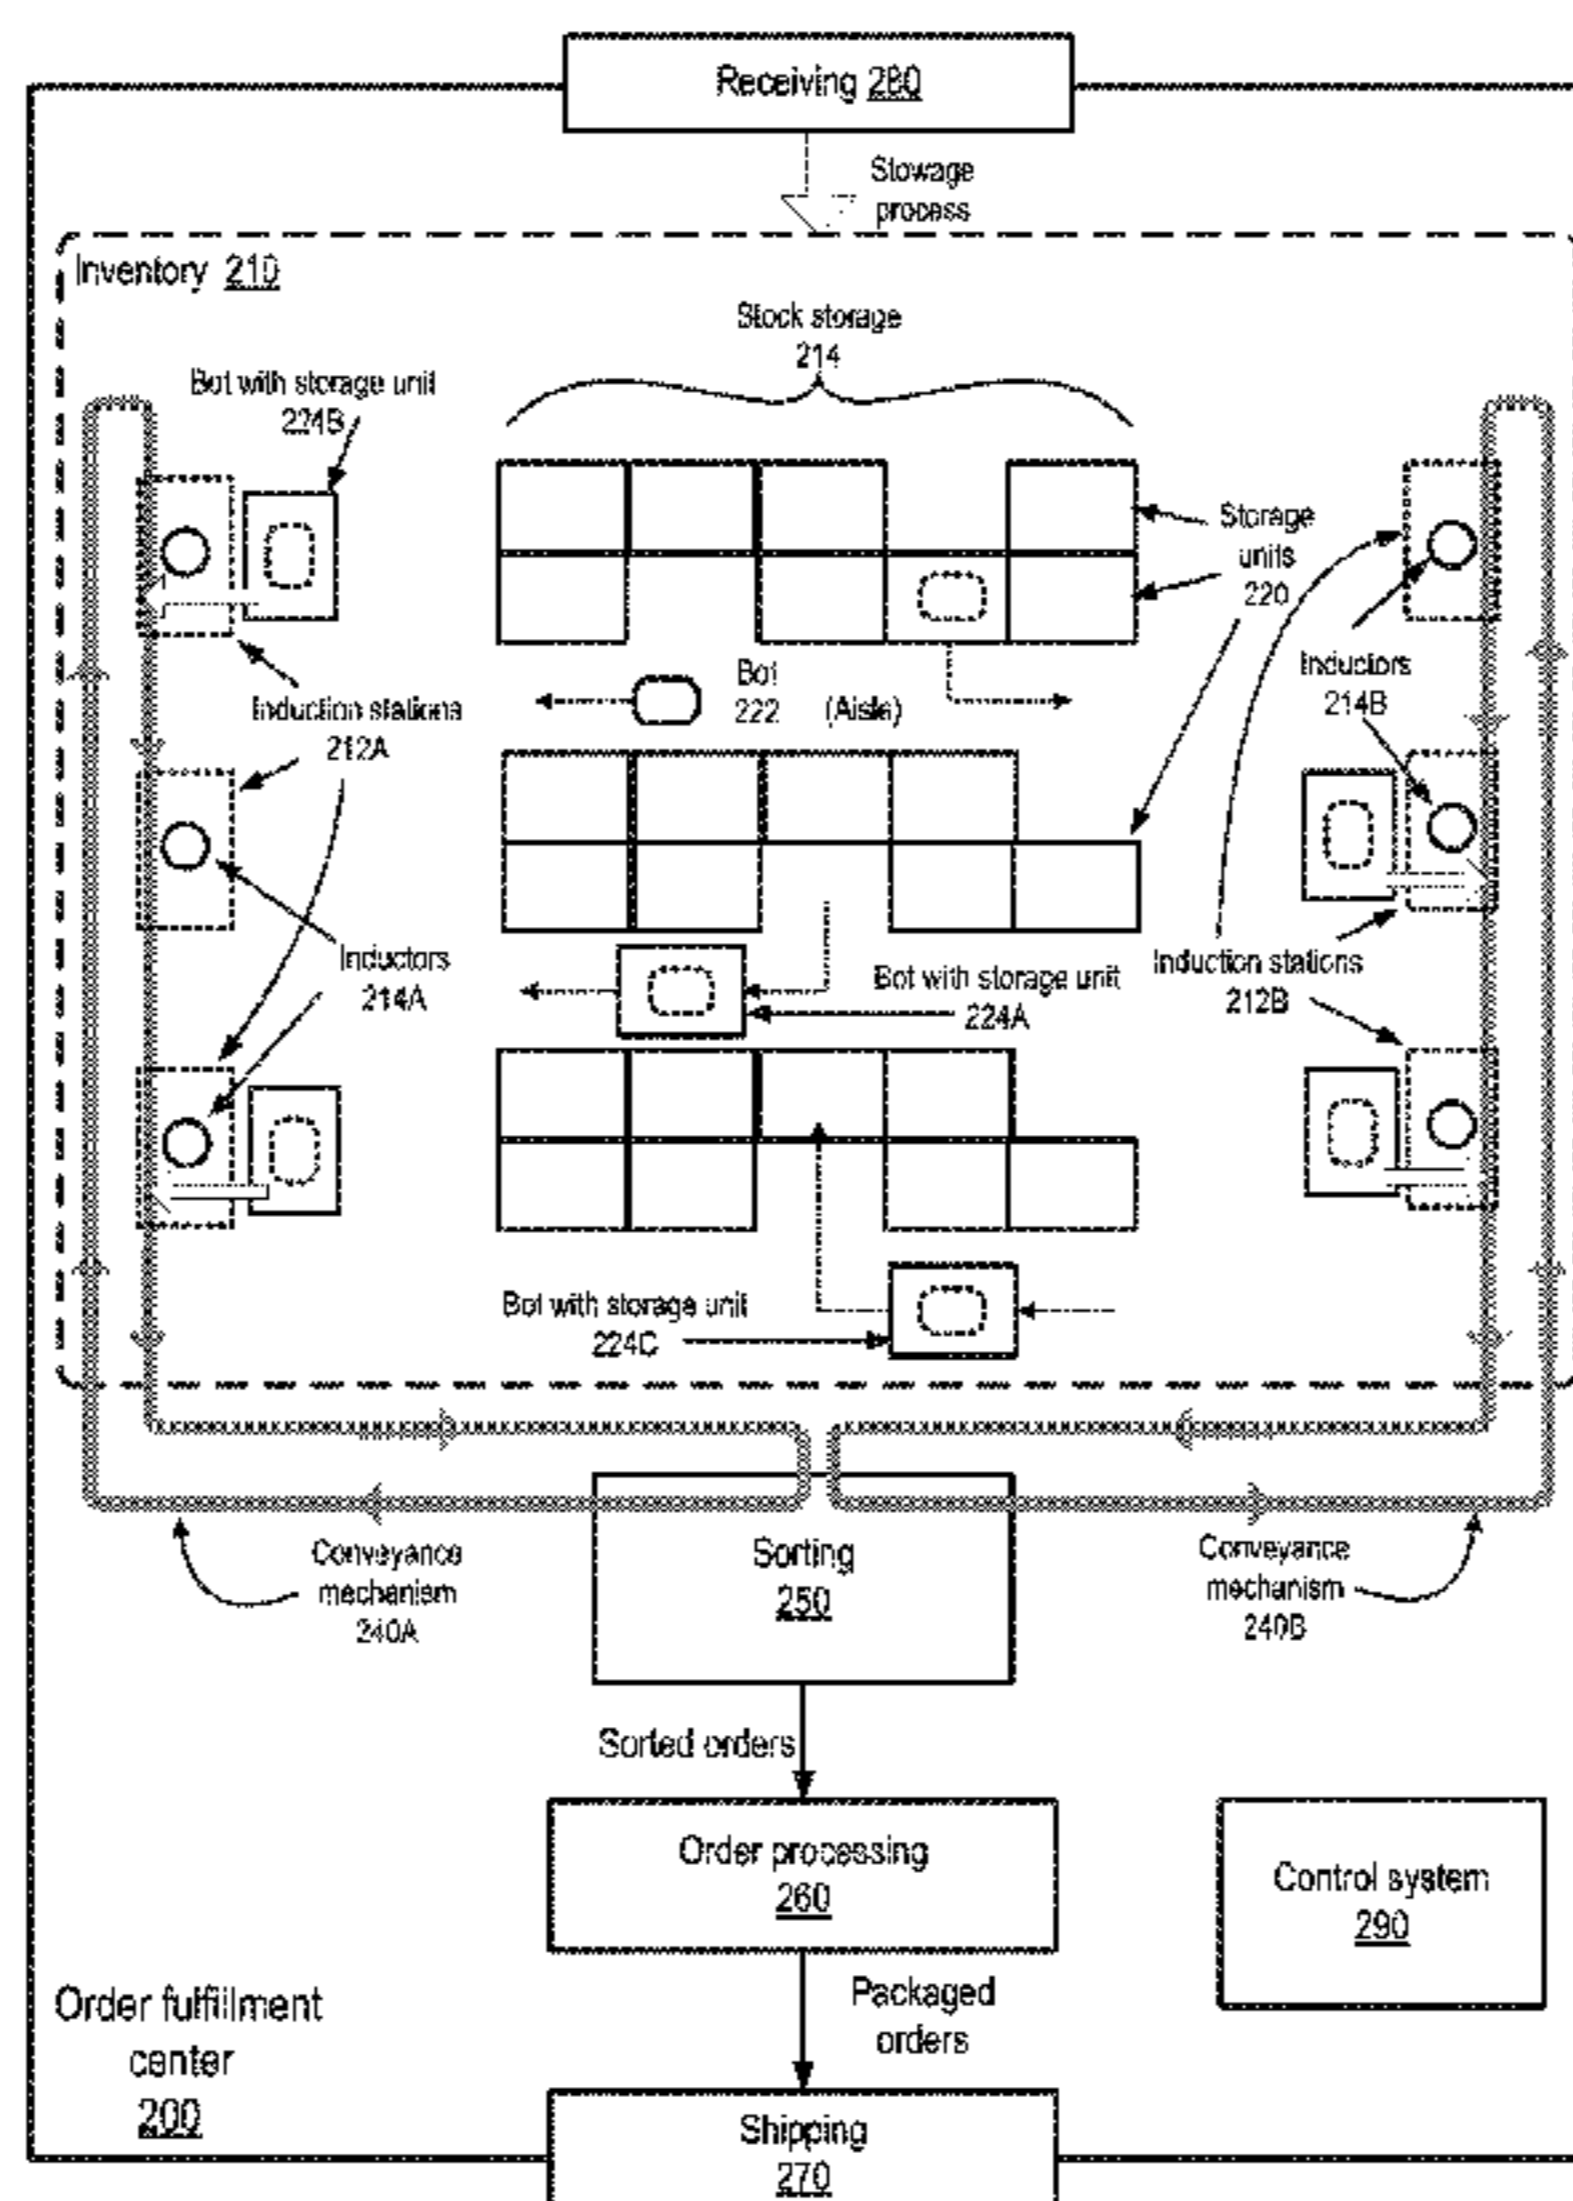 Receiving 280
Stowage
process
Inventory 210
Stock storage
214
Bot with storage unit
224B
Storage
units
220
Induction stations
212A
Bot
222
(Aisle)
Inductors
214B
Inductors
214A
Bot with storage unit
224A
Induction stations
212B
Bot with storage unit
224C
Conveyance
mechanism
240A
Sorting
250
Conveyance
mechanism
240B
Sorted orders
Order processing
260
Control system
290
Packaged
orders
Order fulfillment
center
200
Shipping
270